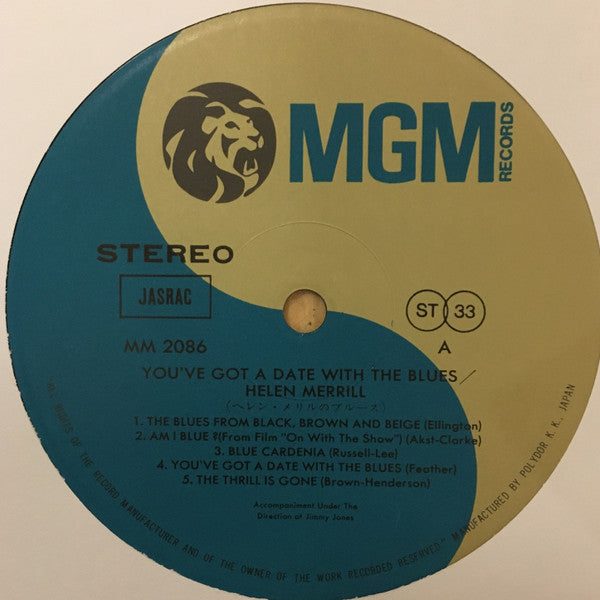 MGM
RECORDS
STEREO
JASRAC
ST 33
MM 2086
A
YOU'VE GOT A DATE WITH THE BLUES/
HELEN MERRILL
(ヘレン・メリルのブルース)
1. THE BLUES FROM BLACK, BROWN AND BEIGE (Ellington)
2. AM I BLUE?(From Film "On With The Show") (Akst-Clarke)
3. BLUE CARDENIA (Russell-Lee)
4. YOU'VE GOT A DATE WITH THE BLUES (Feather)
5. THE THRILL IS GONE (Brown-Henderson)
Accompaniment Under The
Direction of Jimmy Jones
"ALL RIGHTS OF THE RECORD MANUFACTURER AND OF THE OWNER OF THE WORK RECORDED RESERVED." MANUFACTURED BY POLYDOR K. K., JAPAN